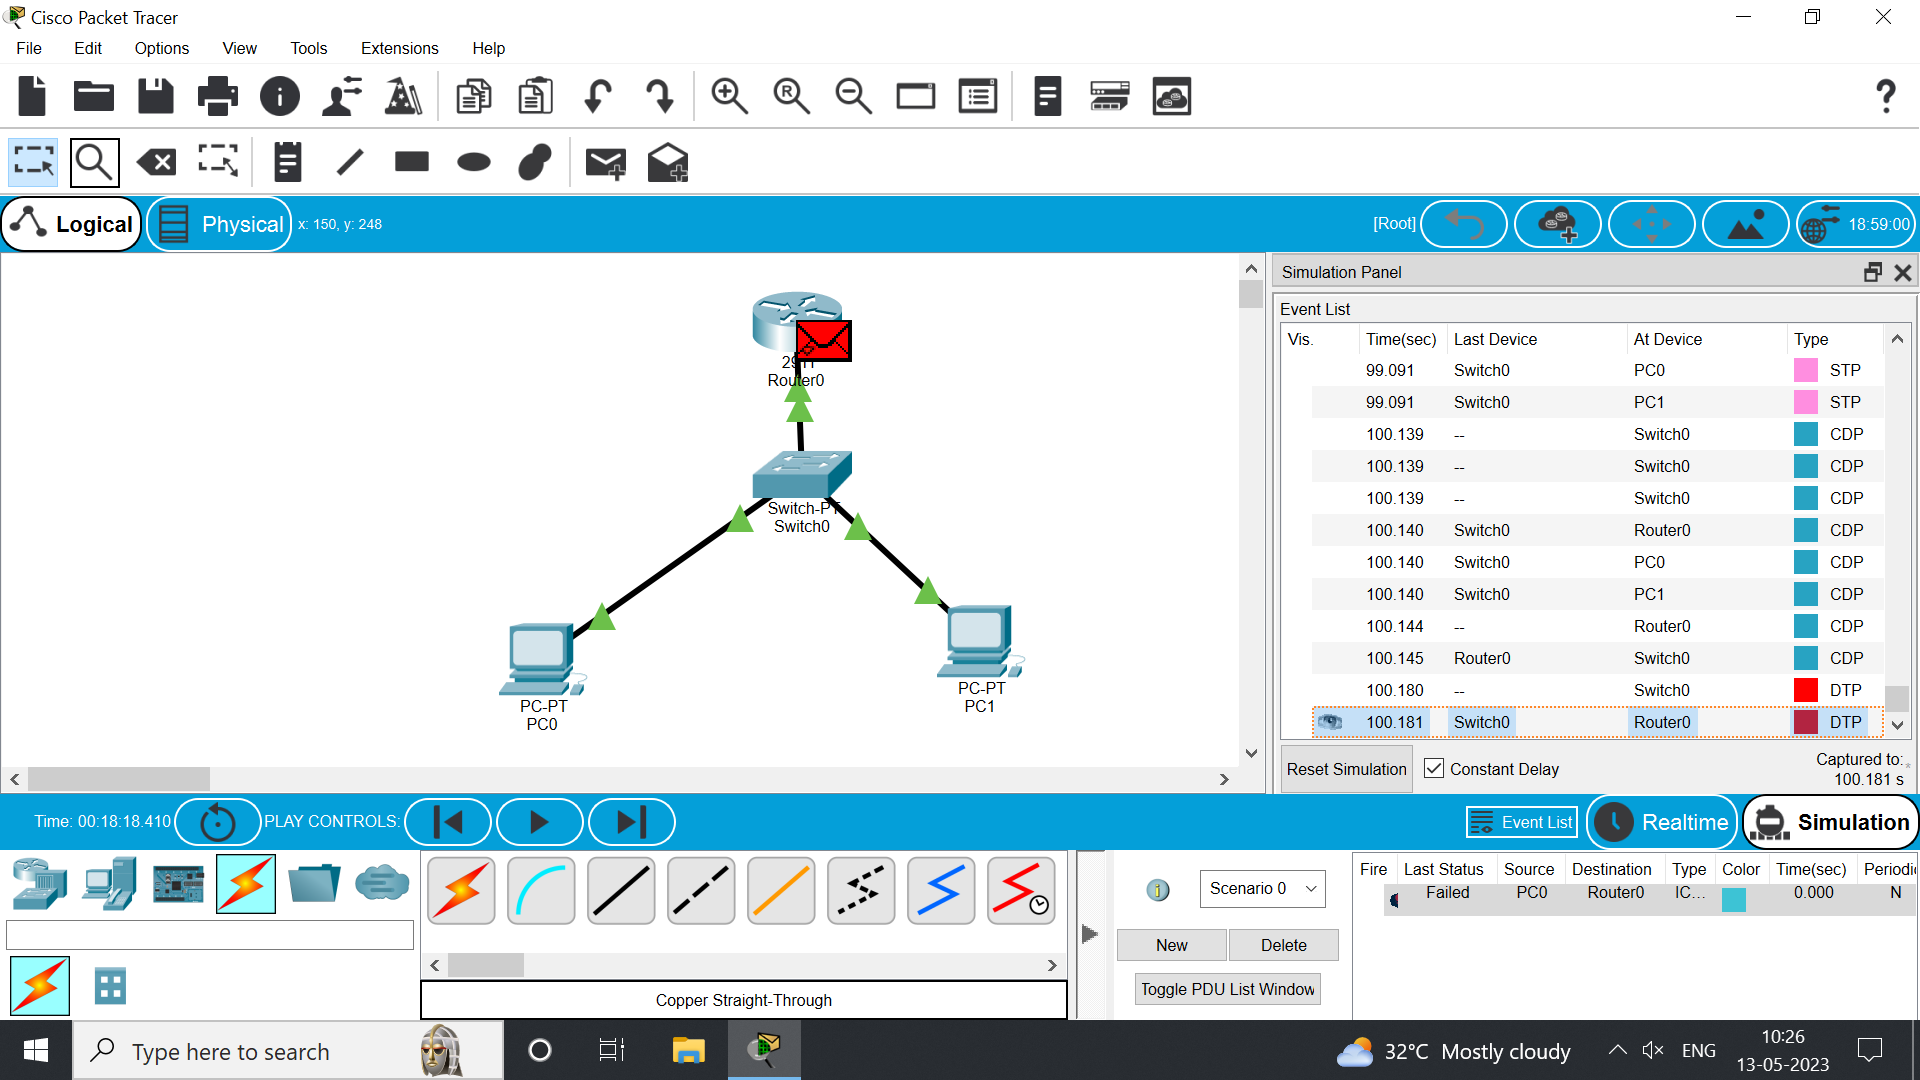 Cisco Packet Tracer
File Edit Options View Tools Extensions Help
Logical Physical x: 150, y: 248 [Root] 18:59:00
Simulation Panel
Event List
Vis. Time(sec) Last Device At Device Type
99.091 Switch0 PC0 STP
99.091 Switch0 PC1 STP
100.139 -- Switch0 CDP
100.139 -- Switch0 CDP
100.139 -- Switch0 CDP
100.140 Switch0 Router0 CDP
100.140 Switch0 PC0 CDP
100.140 Switch0 PC1 CDP
100.144 -- Router0 CDP
100.145 Router0 Switch0 CDP
100.180 -- Switch0 DTP
100.181 Switch0 Router0 DTP
Reset Simulation Constant Delay Captured to:*
100.181 s
Router0
Switch-PT
Switch0
PC-PT
PC0
PC-PT
PC1
Time: 00:18:18.410 PLAY CONTROLS: Event List Realtime Simulation
Copper Straight-Through
Scenario 0
New Delete
Toggle PDU List Window
Fire Last Status Source Destination Type Color Time(sec) Periodic
Failed PC0 Router0 IC... 0.000 N
Type here to search
32°C Mostly cloudy ENG 10:26
13-05-2023